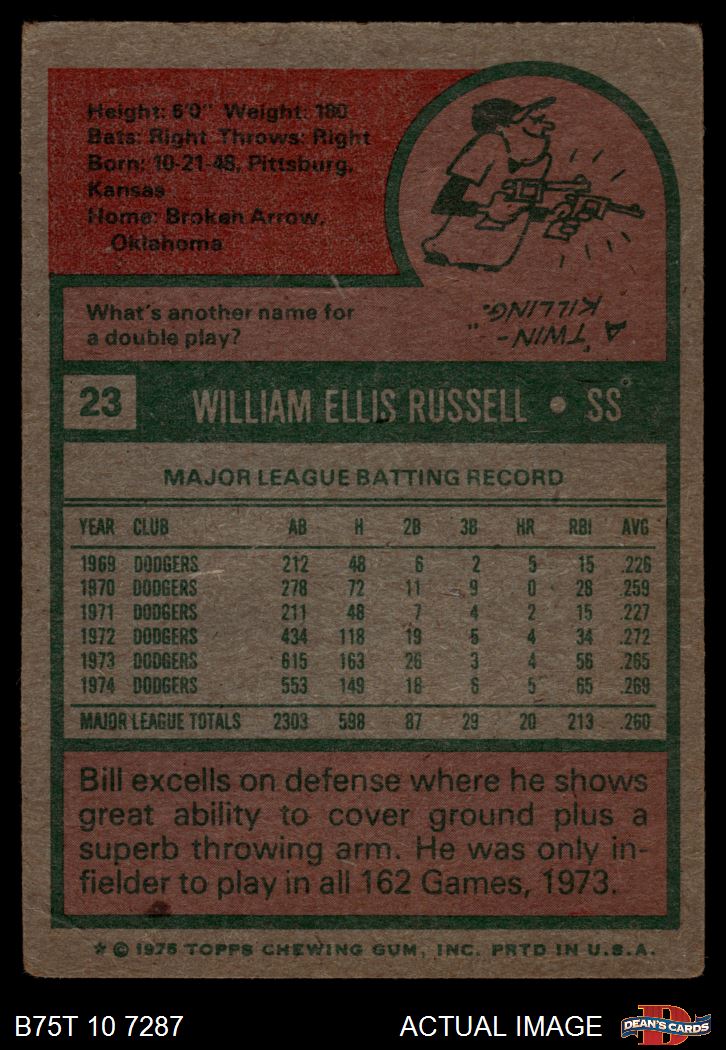 Height: 6'0" Weight: 180
Bats: Right Throws: Right
Born: 10-21-48, Pittsburg,
Kansas
Home: Broken Arrow,
Oklahoma
What's another name for
a double play?
A "TWIN-
KILLING.
23
WILLIAM ELLIS RUSSELL • SS
MAJOR LEAGUE BATTING RECORD
YEAR CLUB AB H 2B 3B HR RBI AVG
1969 DODGERS 212 48 6 2 5 15 .226
1970 DODGERS 278 72 11 9 0 28 .259
1971 DODGERS 211 48 7 4 2 15 .227
1972 DODGERS 434 118 19 5 4 34 .272
1973 DODGERS 615 163 26 3 4 56 .265
1974 DODGERS 553 149 18 6 5 65 .269
MAJOR LEAGUE TOTALS 2303 598 87 29 20 213 .260
Bill excells on defense where he shows
great ability to cover ground plus a
superb throwing arm. He was only in-
fielder to play in all 162 Games, 1973.
☆ © 1975 TOPPS CHEWING GUM, INC. PRTD IN U.S.A.
B75T 10 7287
ACTUAL IMAGE
D
DEAN'S CARDS